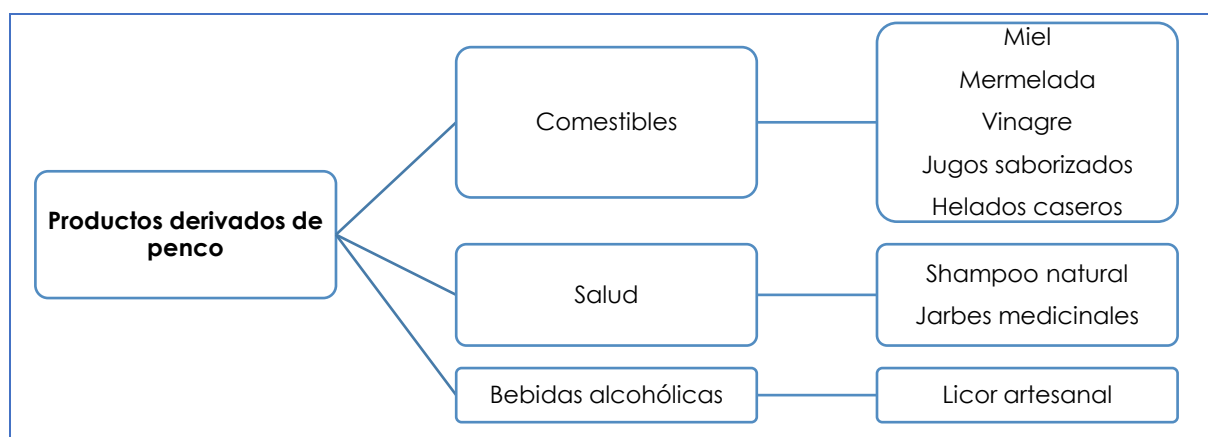 Productos derivados de
penco
Comestibles
Miel
Mermelada
Vinagre
Jugos saborizados
Helados caseros
Salud
Shampoo natural
Jarbes medicinales
Bebidas alcohólicas
Licor artesanal